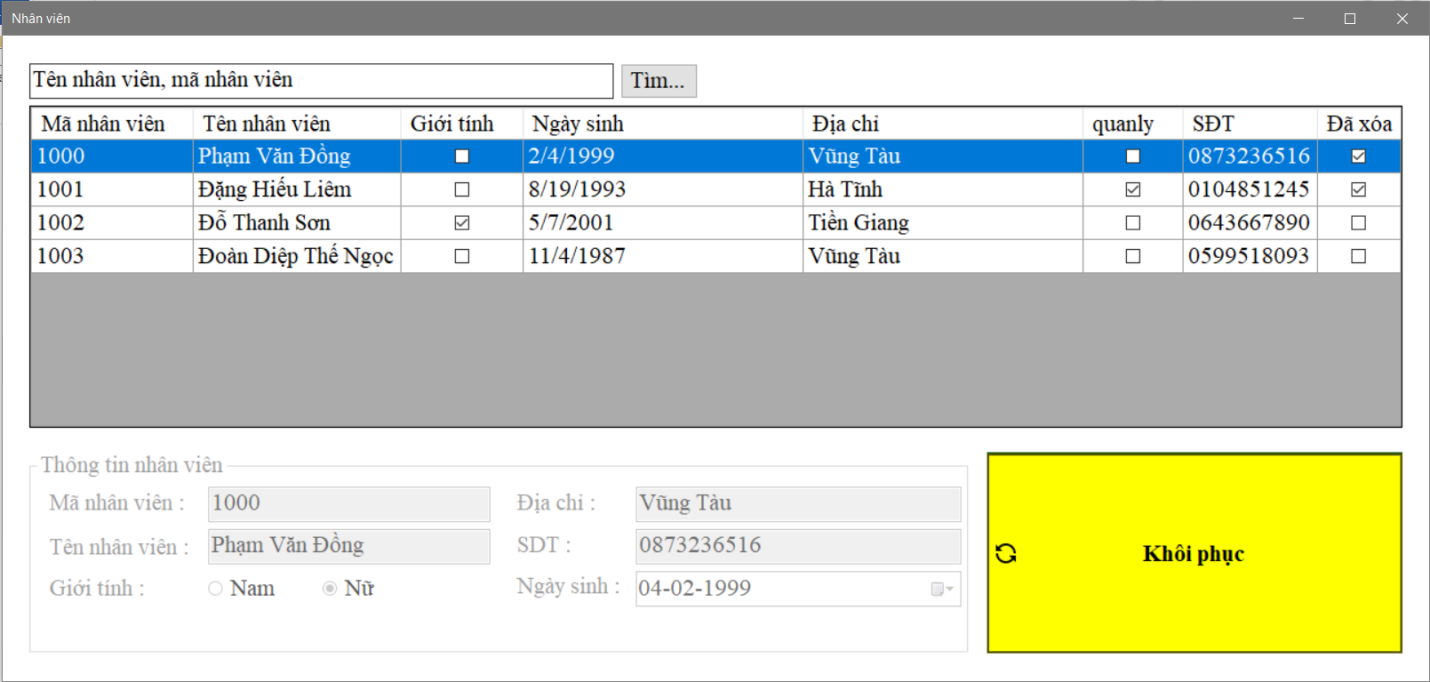 Nhân viên
Tên nhân viên, mã nhân viên Tìm...
Mã nhân viên Tên nhân viên Giới tính Ngày sinh Địa chỉ quanly SĐT Đã xóa
1000 Phạm Văn Đồng 2/4/1999 Vũng Tàu 0873236516
1001 Đặng Hiếu Liêm 8/19/1993 Hà Tĩnh 0104851245
1002 Đỗ Thanh Sơn 5/7/2001 Tiền Giang 0643667890
1003 Đoàn Diệp Thế Ngọc 11/4/1987 Vũng Tàu 0599518093
Thông tin nhân viên
Mã nhân viên : 1000 Địa chỉ : Vũng Tàu
Tên nhân viên : Phạm Văn Đồng SDT : 0873236516
Giới tính : Nam Nữ Ngày sinh : 04-02-1999
Khôi phục